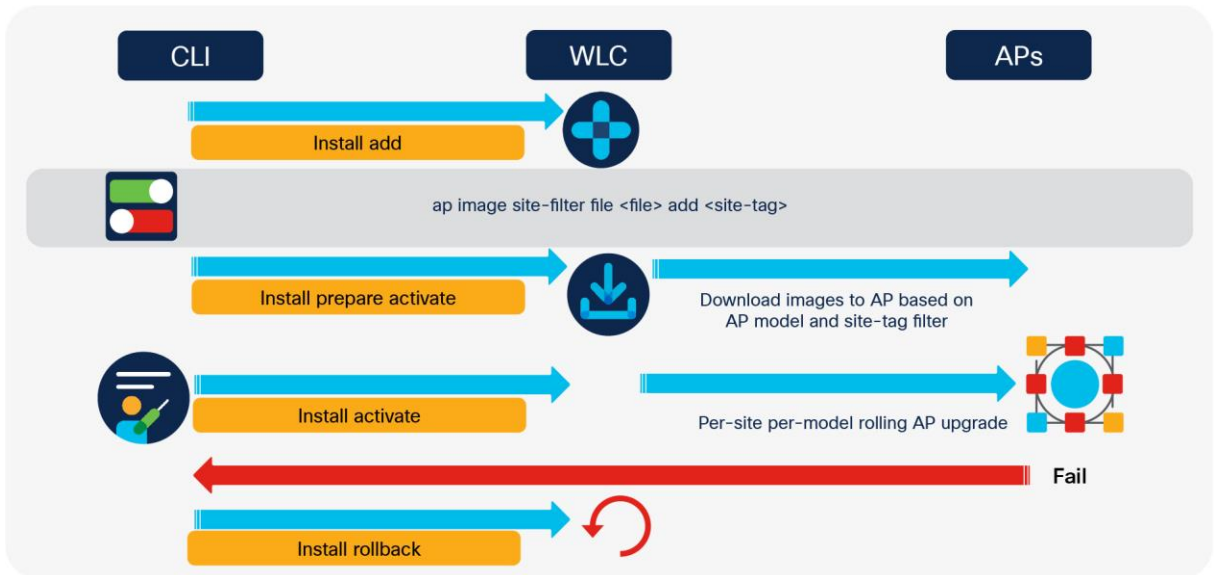 CLI
WLC
APs
Install add
ap image site-filter file <file> add <site-tag>
Install prepare activate
Download images to AP based on
AP model and site-tag filter
Install activate
Per-site per-model rolling AP upgrade
Fail
Install rollback